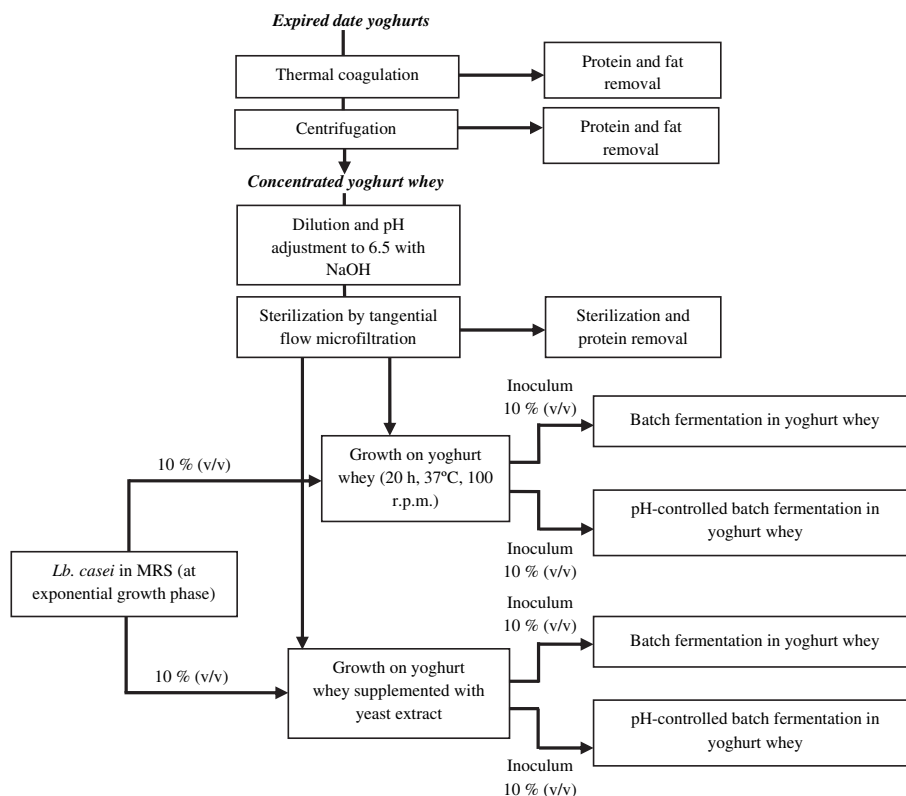 Expired date yoghurts
Thermal coagulation
Protein and fat
removal
Centrifugation
Protein and fat
removal
Concentrated yoghurt whey
Dilution and pH
adjustment to 6.5 with
NaOH
Sterilization by tangential
flow microfiltration
Sterilization and
protein removal
Inoculum
10 % (v/v)
Batch fermentation in yoghurt whey
Growth on yoghurt
whey (20 h, 37ºC, 100
r.p.m.)
10 % (v/v)
pH-controlled batch fermentation in
yoghurt whey
Inoculum
10 % (v/v)
Lb. casei in MRS (at
exponential growth phase)
Inoculum
10 % (v/v)
Batch fermentation in yoghurt whey
10 % (v/v)
Growth on yoghurt
whey supplemented with
yeast extract
pH-controlled batch fermentation in
yoghurt whey
Inoculum
10 % (v/v)